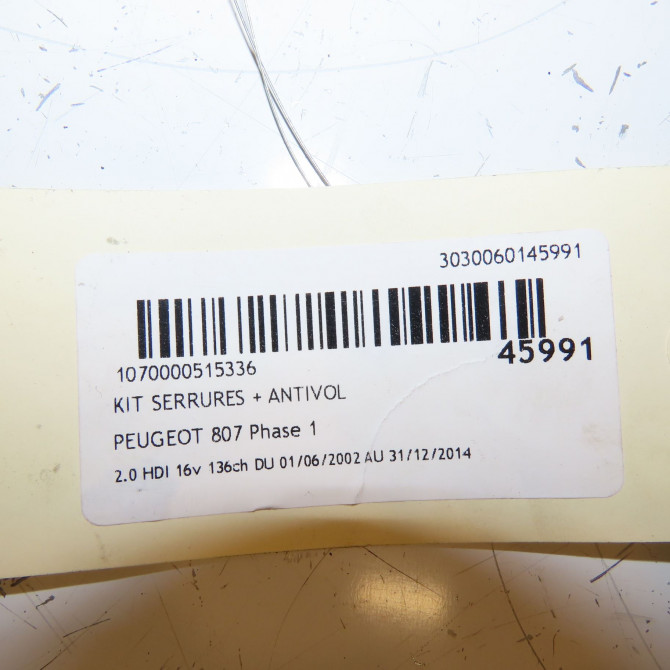 3030060145991
45991
1070000515336
KIT SERRURES + ANTIVOL
PEUGEOT 807 Phase 1
2.0 HDI 16v 136ch DU 01/06/2002 AU 31/12/2014